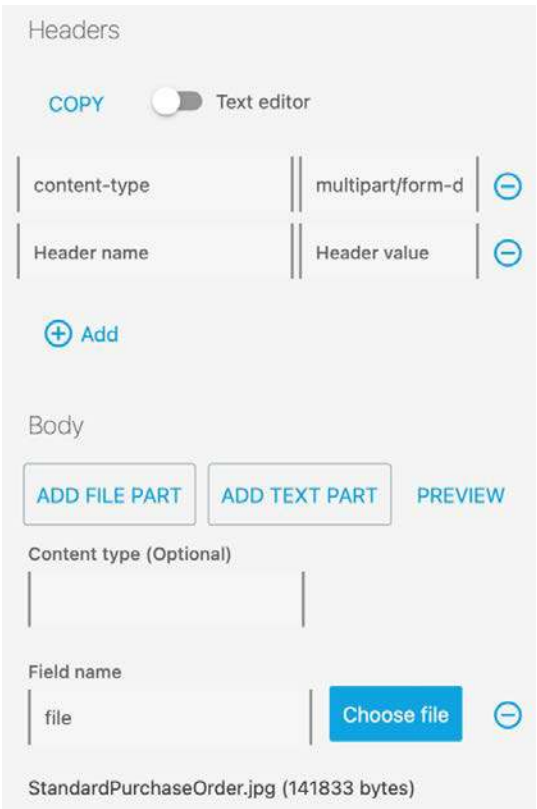 Headers
COPY Text editor
content-type multipart/form-d
Header name Header value
Add
Body
ADD FILE PART ADD TEXT PART PREVIEW
Content type (Optional)
Field name
file Choose file
StandardPurchaseOrder.jpg (141833 bytes)